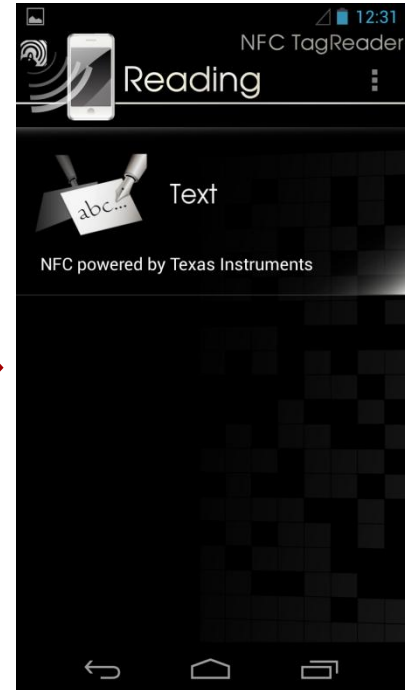 12:31
NFC TagReader
Reading
abc...
Text
NFC powered by Texas Instruments